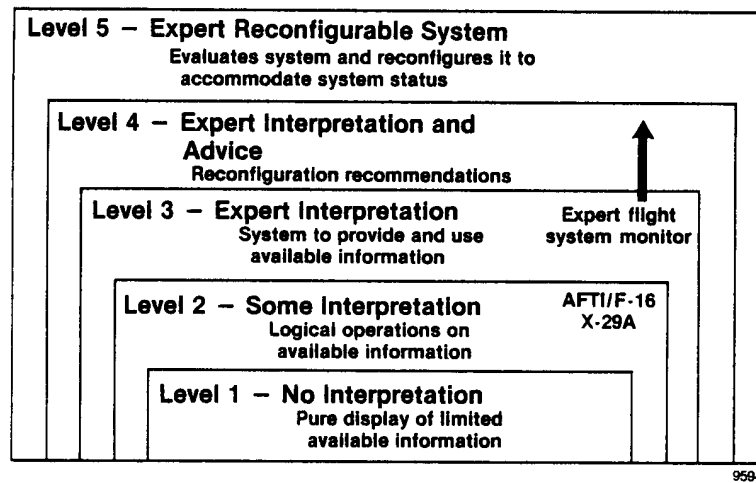 Level 5 – Expert Reconfigurable System
Evaluates system and reconfigures it to
accommodate system status
Level 4 – Expert Interpretation and
Advice
Reconfiguration recommendations
Level 3 – Expert Interpretation
System to provide and use
available information
Expert flight
system monitor
Level 2 – Some Interpretation
Logical operations on
available information
AFTI/F-16
X-29A
Level 1 – No Interpretation
Pure display of limited
available information